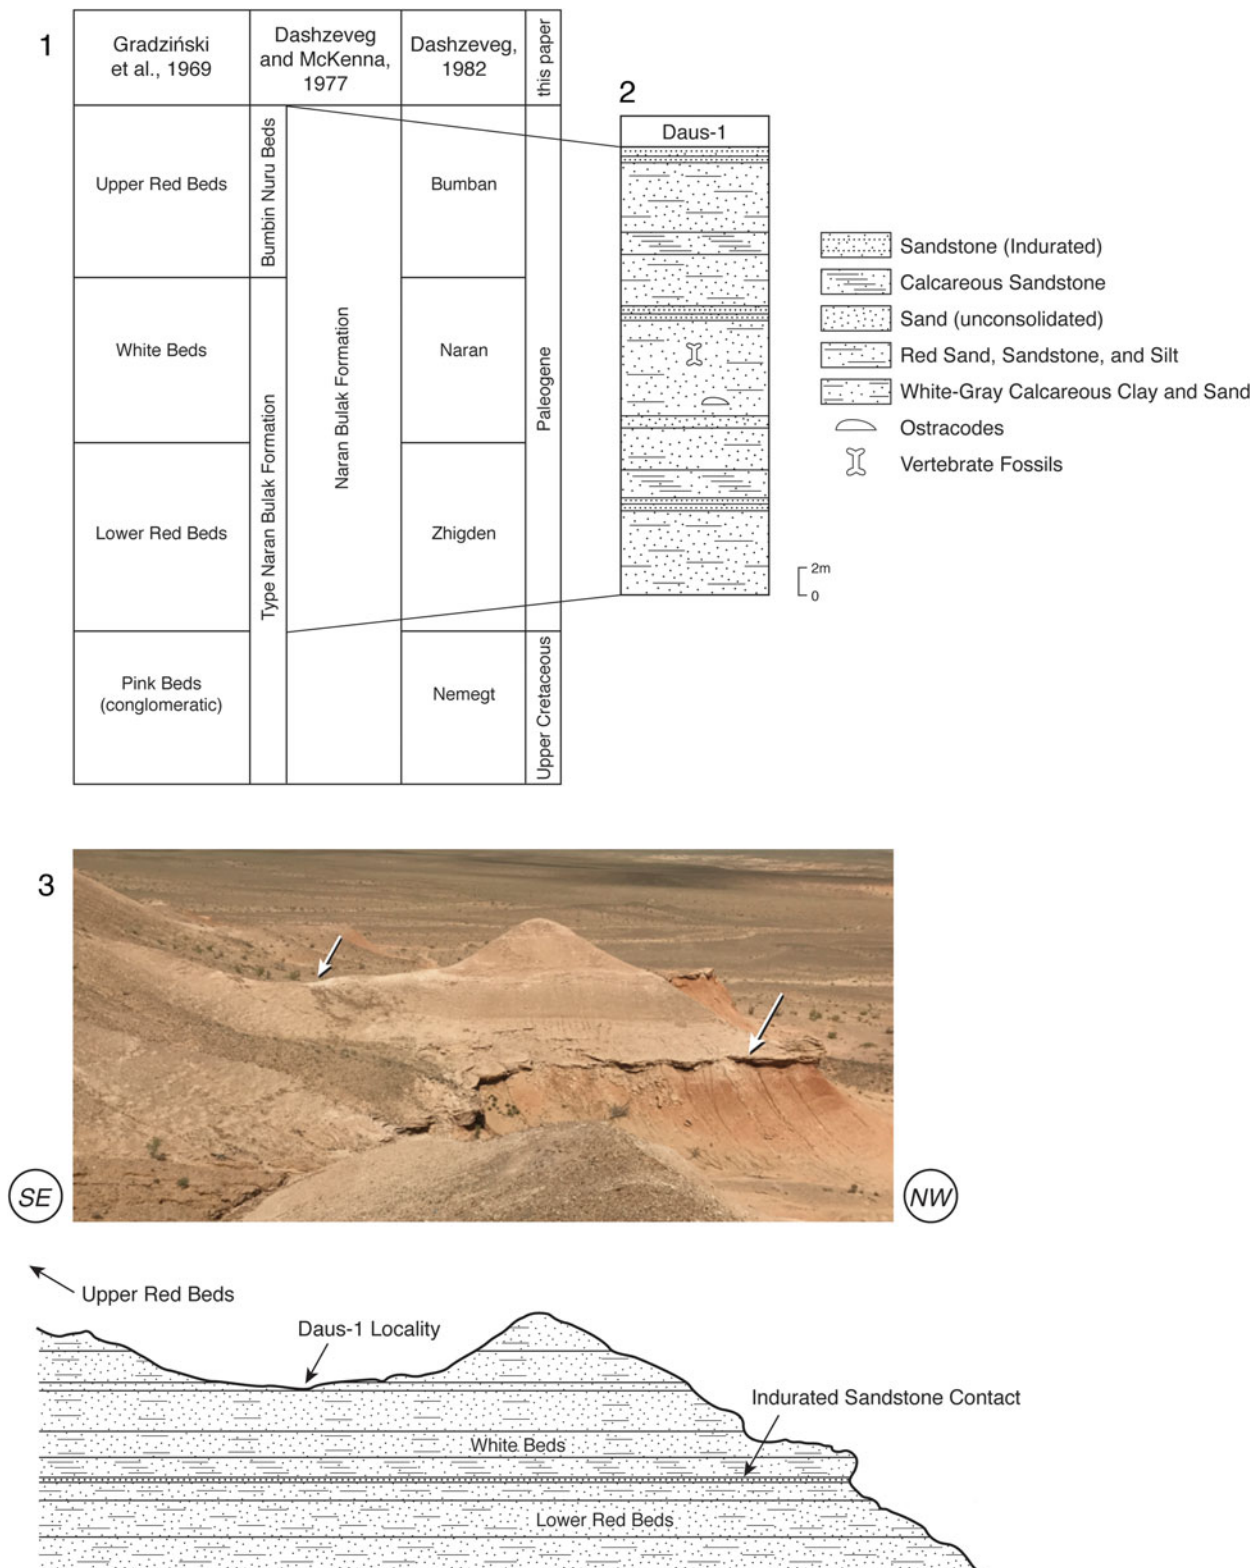 1
Gradziński
et al., 1969
Dashzeveg
and McKenna,
1977
Dashzeveg,
1982
this paper
Upper Red Beds
Bumbin Nuru Beds
Bumban
White Beds
Naran Bulak Formation
Naran
Paleogene
Type Naran Bulak Formation
Lower Red Beds
Zhigden
Pink Beds
(conglomeratic)
Nemegt
Upper Cretaceous
2
Daus-1
2m
0
Sandstone (Indurated)
Calcareous Sandstone
Sand (unconsolidated)
Red Sand, Sandstone, and Silt
White-Gray Calcareous Clay and Sand
Ostracodes
Vertebrate Fossils
3
SE
NW
Upper Red Beds
Daus-1 Locality
Indurated Sandstone Contact
White Beds
Lower Red Beds